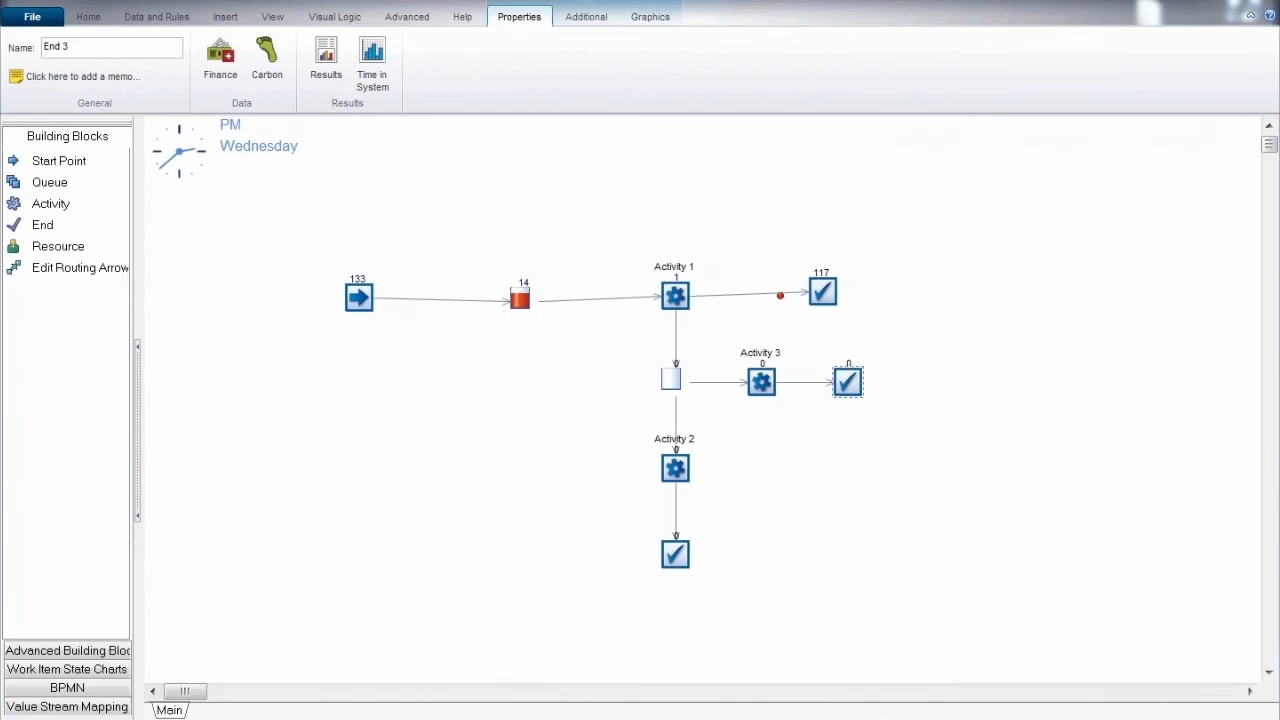 File Home Data and Rules Insert View Visual Logic Advanced Help Properties Additional Graphics
Name: End 3
Click here to add a memo...
General
Finance
Carbon
Data
Results
Time in
System
Results
Building Blocks
Start Point
Queue
Activity
End
Resource
Edit Routing Arrow
Advanced Building Bloc
Work Item State Charts
BPMN
Value Stream Mapping
PM
Wednesday
133
14
Activity 1
1
117
0
Activity 3
0
0
Activity 2
0
0
Main